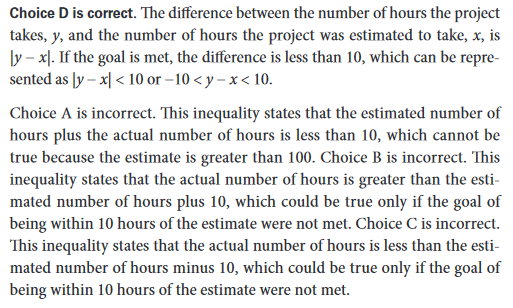 Choice D is correct. The difference between the number of hours the project
takes, y, and the number of hours the project was estimated to take, x, is
|y – x|. If the goal is met, the difference is less than 10, which can be repre-
sented as |y – x| < 10 or –10 < y – x < 10.
Choice A is incorrect. This inequality states that the estimated number of
hours plus the actual number of hours is less than 10, which cannot be
true because the estimate is greater than 100. Choice B is incorrect. This
inequality states that the actual number of hours is greater than the esti-
mated number of hours plus 10, which could be true only if the goal of
being within 10 hours of the estimate were not met. Choice C is incorrect.
This inequality states that the actual number of hours is less than the esti-
mated number of hours minus 10, which could be true only if the goal of
being within 10 hours of the estimate were not met.